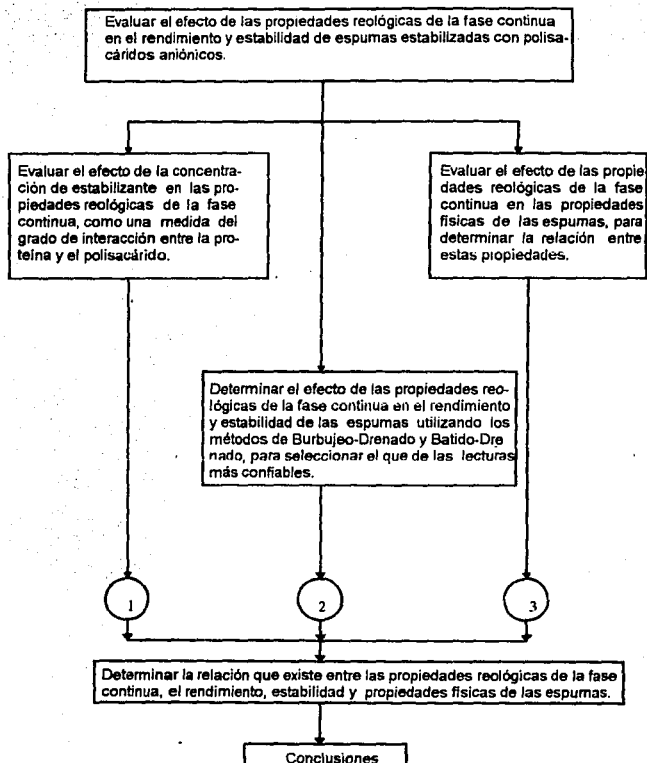 Evaluar el efecto de las propiedades reológicas de la fase continua
en el rendimiento y estabilidad de espumas estabilizadas con polisa-
cáridos aniónicos.
Evaluar el efecto de la concentra-
ción de estabilizante en las pro-
piedades reológicas de la fase
continua, como una medida del
grado de interacción entre la pro-
teína y el polisacárido.
Evaluar el efecto de las propie
dades reológicas de la fase
continua en las propiedades
físicas de las espumas, para
determinar la relación entre
estas propiedades.
Determinar el efecto de las propiedades reo-
lógicas de la fase continua en el rendimiento
y estabilidad de las espumas utilizando los
métodos de Burbujeo-Drenado y Batido-Dre
nado, para seleccionar el que de las lecturas
más confiables.
1
2
3
Determinar la relación que existe entre las propiedades reológicas de la fase
continua, el rendimiento, estabilidad y propiedades físicas de las espumas.
Conclusiones